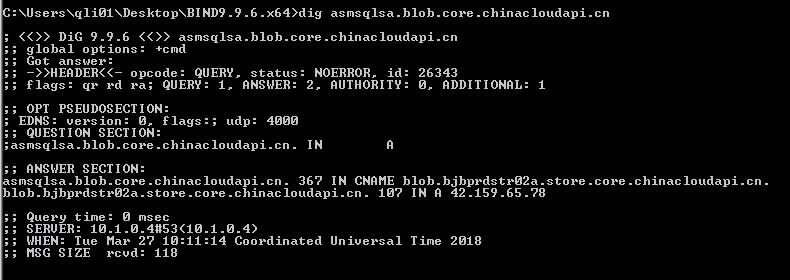 C:\Users\qli01\Desktop\BIND9.9.6.x64>dig asmsqlsa.blob.core.chinacloudapi.cn
; <<>> DiG 9.9.6 <<>> asmsqlsa.blob.core.chinacloudapi.cn
;; global options: +cmd
;; Got answer:
;; ->>HEADER<<- opcode: QUERY, status: NOERROR, id: 26343
;; flags: qr rd ra; QUERY: 1, ANSWER: 2, AUTHORITY: 0, ADDITIONAL: 1
;; OPT PSEUDOSECTION:
; EDNS: version: 0, flags:; udp: 4000
;; QUESTION SECTION:
;asmsqlsa.blob.core.chinacloudapi.cn. IN A
;; ANSWER SECTION:
asmsqlsa.blob.core.chinacloudapi.cn. 367 IN CNAME blob.bjbprdstr02a.store.core.chinacloudapi.cn.
blob.bjbprdstr02a.store.core.chinacloudapi.cn. 107 IN A 42.159.65.78
;; Query time: 0 msec
;; SERVER: 10.1.0.4#53(10.1.0.4)
;; WHEN: Tue Mar 27 10:11:14 Coordinated Universal Time 2018
;; MSG SIZE rcvd: 118